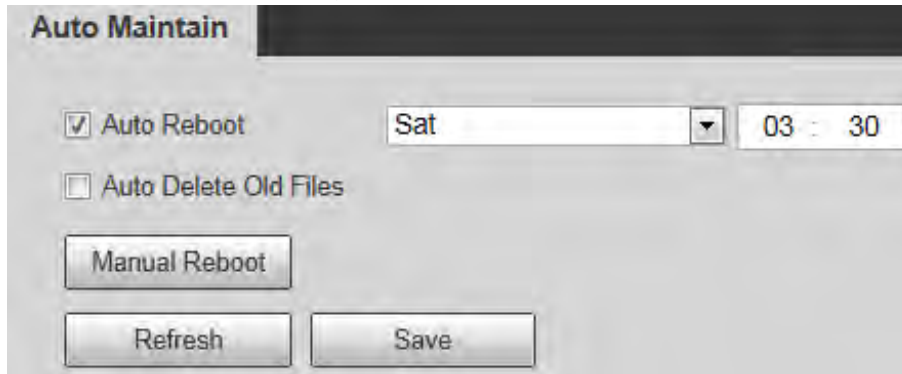 Auto Maintain
Auto Reboot Sat 03 : 30
Auto Delete Old Files
Manual Reboot
Refresh Save